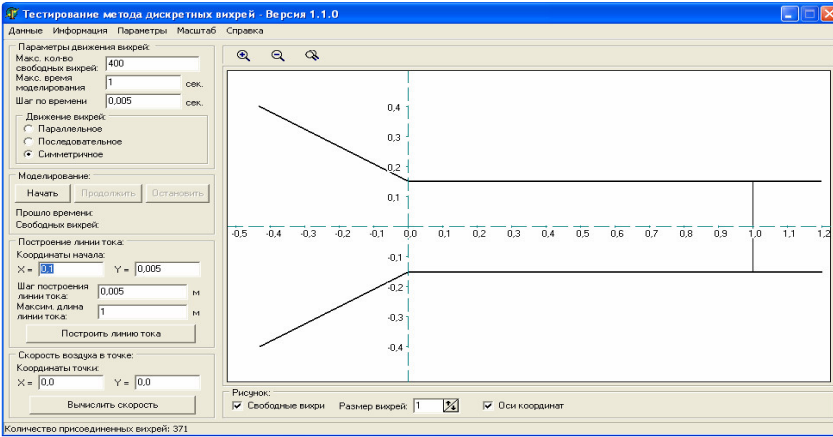 Тестирование метода дискретных вихрей - Версия 1.1.0
Данные Информация Параметры Масштаб Справка
Параметры движения вихрей:
Макс. кол-во
свободных вихрей: 400
Макс. время
моделирования 1 сек.
Шаг по времени 0,005 сек.
Движение вихрей:
Параллельное
Последовательное
Симметричное
Моделирование:
Начать Продолжить Остановить
Прошло времени:
Свободных вихрей:
Построение линии тока:
Координаты начала:
X = 0,1 Y = 0,005
Шаг построения
линии тока: 0,005 м
Максим. длина
линии тока: 1 м
Построить линию тока
Скорость воздуха в точке:
Координаты точки:
X = 0,0 Y = 0,0
Вычислить скорость
0,4
0,3
0,2
0,1
-0,5 -0,4 -0,3 -0,2 -0,1 0,0 0,1 0,2 0,3 0,4 0,5 0,6 0,7 0,8 0,9 1,0 1,1 1,2
-0,1
-0,2
-0,3
-0,4
Рисунок:
Свободные вихри Размер вихрей: 1 Оси координат
Количество присоединенных вихрей: 371